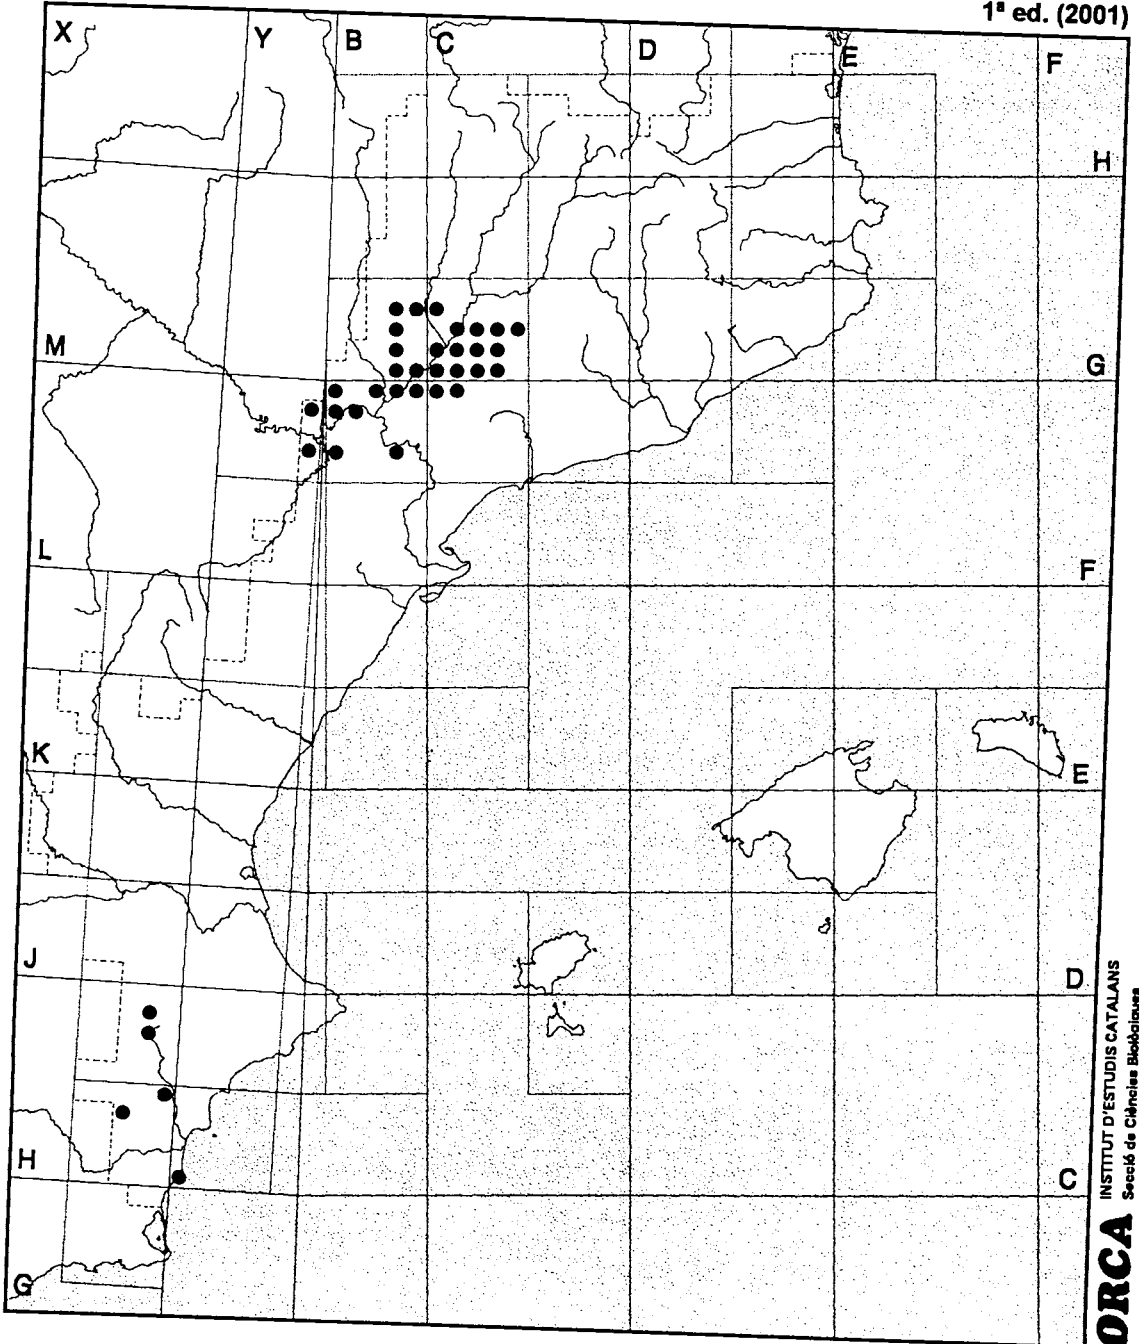 1ª ed. (2001)
X
Y
B
C
D
E
F
H
M
G
L
F
K
E
J
D
H
C
G
ORCA
INSTITUT D'ESTUDIS CATALANS
Secció de Ciències Biològiques